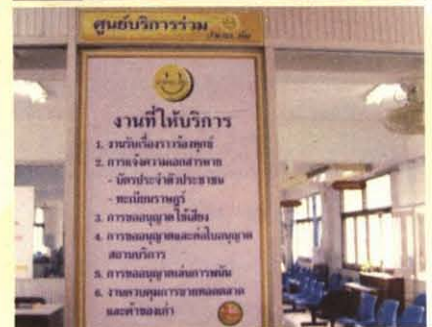 ศูนย์บริการร่วม
งานที่ให้บริการ
1. งานรับเรื่องราวร้องทุกข์
2. การแจ้งความเอกสารหาย
- บัตรประจำตัวประชาชน
- ทะเบียนราษฎร์
3. การขออนุญาตใช้เสียง
4. การขออนุญาตและต่อใบอนุญาต
สถานบริการ
5. การขออนุญาตเล่นการพนัน
6. งานควบคุมการขายทอดตลาด
และค้าของเก่า